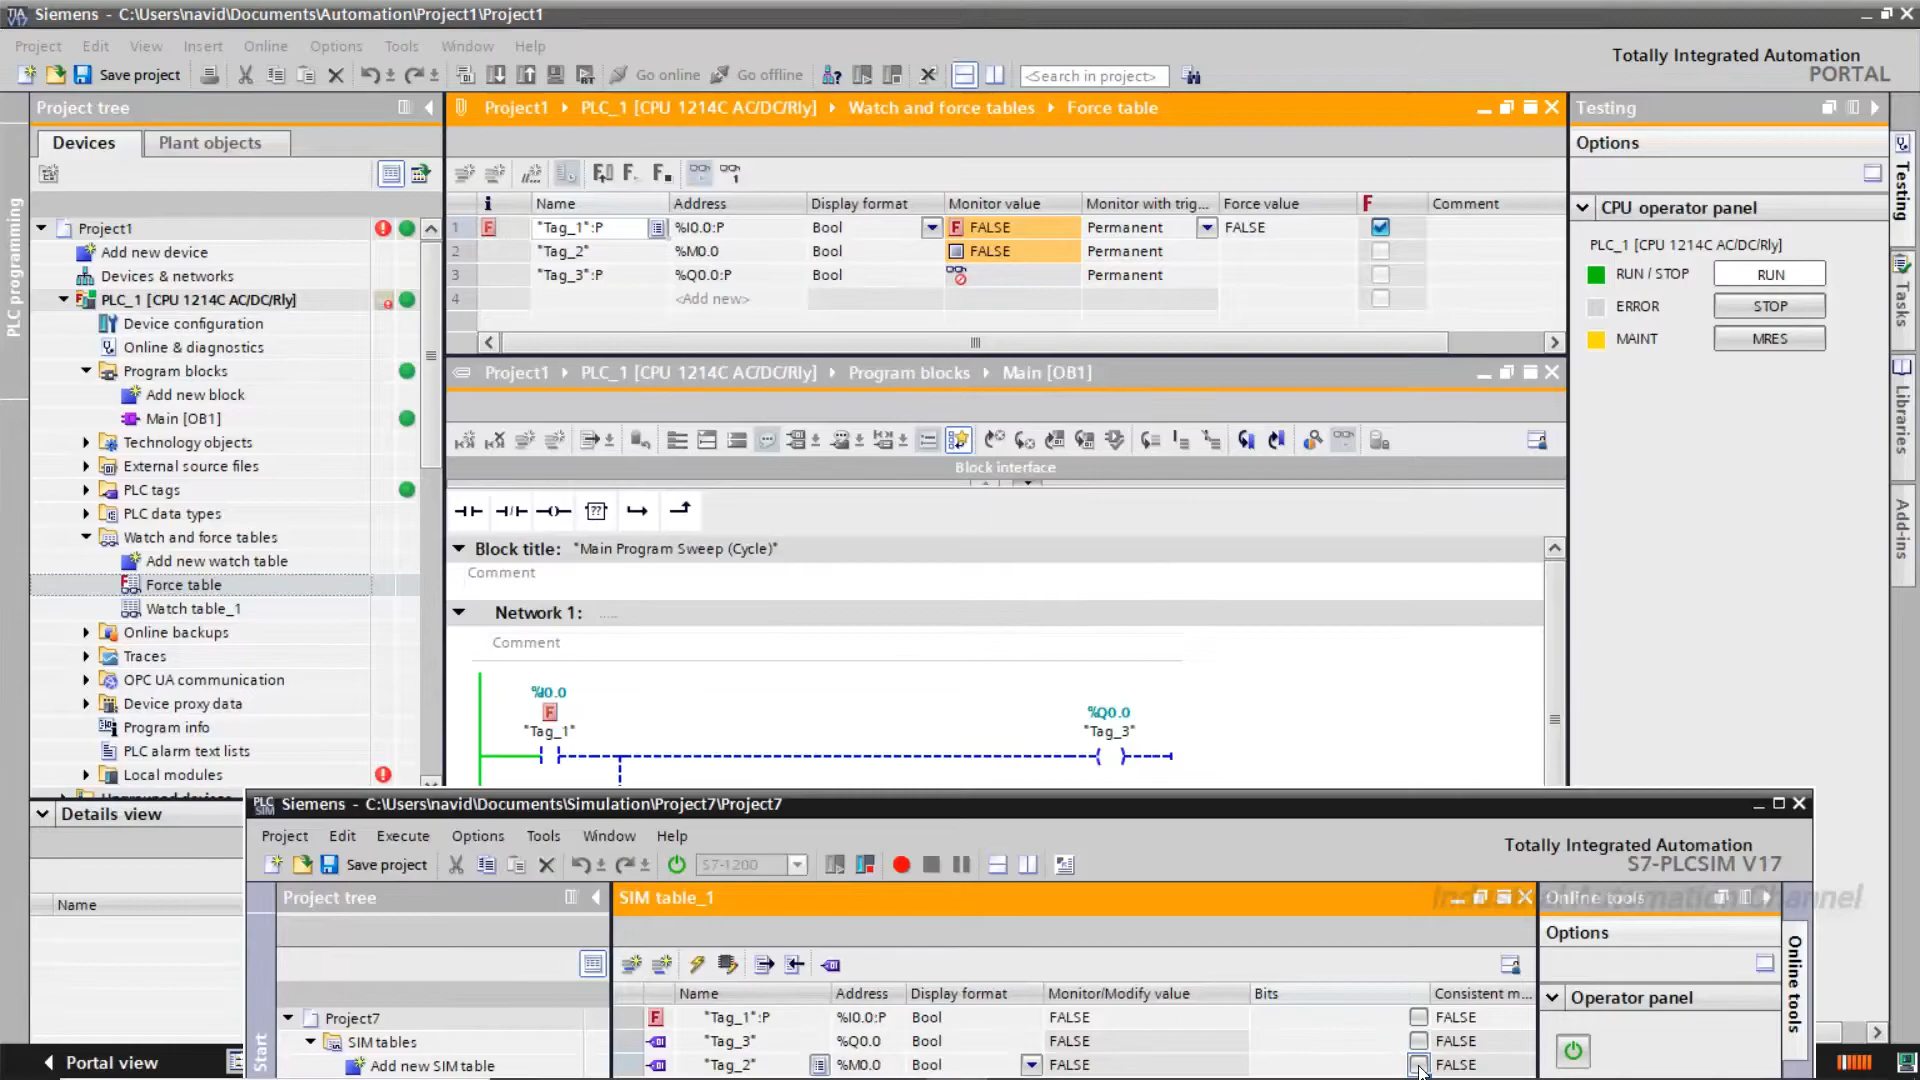 Siemens - C:\Users\navid\Documents\Automation\Project1\Project1
Project Edit View Insert Online Options Tools Window Help
Totally Integrated Automation
PORTAL
Save project Go online Go offline <Search in project>
Project tree
Project1 PLC_1 [CPU 1214C AC/DC/Rly] Watch and force tables Force table
Testing
Devices Plant objects
Options
Name Address Display format Monitor value Monitor with trig... Force value F Comment
1 F "Tag_1":P %I0.0:P Bool F FALSE Permanent FALSE
2 "Tag_2" %M0.0 Bool FALSE Permanent
3 "Tag_3":P %Q0.0:P Bool Permanent
4 <Add new>
CPU operator panel
PLC_1 [CPU 1214C AC/DC/Rly]
RUN / STOP RUN
ERROR STOP
MAINT MRES
PLC programming
Project1
Add new device
Devices & networks
PLC_1 [CPU 1214C AC/DC/Rly]
Device configuration
Online & diagnostics
Program blocks
Add new block
Main [OB1]
Technology objects
External source files
PLC tags
PLC data types
Watch and force tables
Add new watch table
Force table
Watch table_1
Online backups
Traces
OPC UA communication
Device proxy data
Program info
PLC alarm text lists
Local modules
Project1 PLC_1 [CPU 1214C AC/DC/Rly] Program blocks Main [OB1]
Block interface
??
Block title: "Main Program Sweep (Cycle)"
Comment
Network 1: .....
Comment
%I0.0
F
"Tag_1"
%Q0.0
"Tag_3"
Testing
Tasks
Libraries
Add-ins
Details view
Name
Portal view
Siemens - C:\Users\navid\Documents\Simulation\Project7\Project7
Project Edit Execute Options Tools Window Help
Totally Integrated Automation
S7-PLCSIM V17
Save project S7-1200
Project tree
SIM table_1
Industrial Automation Channel
Online tools
Options
Name Address Display format Monitor/Modify value Bits Consistent m...
F "Tag_1":P %I0.0:P Bool FALSE FALSE
"Tag_3" %Q0.0 Bool FALSE FALSE
"Tag_2" %M0.0 Bool FALSE FALSE
Operator panel
Start
Project7
SIM tables
Add new SIM table
Online tools